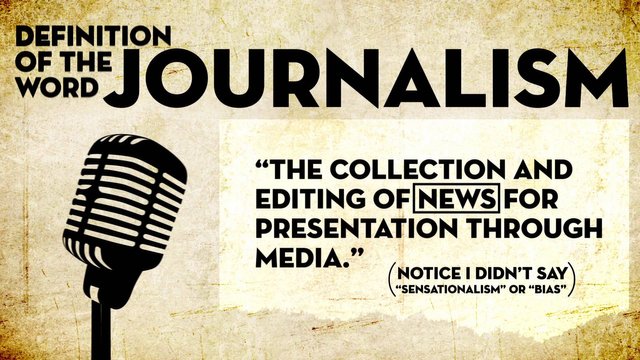 DEFINITION
OF THE
WORD
JOURNALISM
“THE COLLECTION AND
EDITING OF NEWS FOR
PRESENTATION THROUGH
MEDIA.”
(NOTICE I DIDN’T SAY
“SENSATIONALISM” OR “BIAS”)